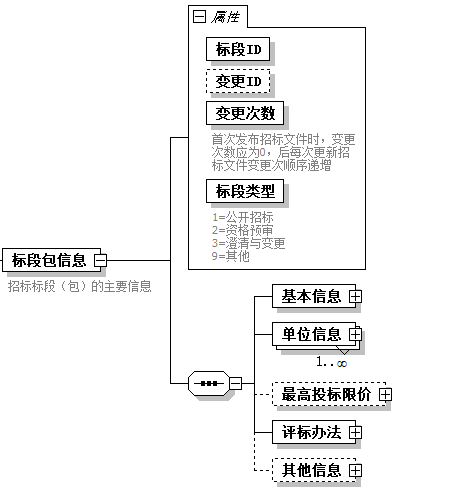 属性
标段ID
变更ID
变更次数
首次发布招标文件时，变更
次数应为0，后每次更新招
标文件变更次顺序递增
标段类型
1=公开招标
2=资格预审
3=澄清与变更
9=其他
标段包信息
招标标段（包）的主要信息
基本信息
单位信息
1..∞
最高投标限价
评标办法
其他信息